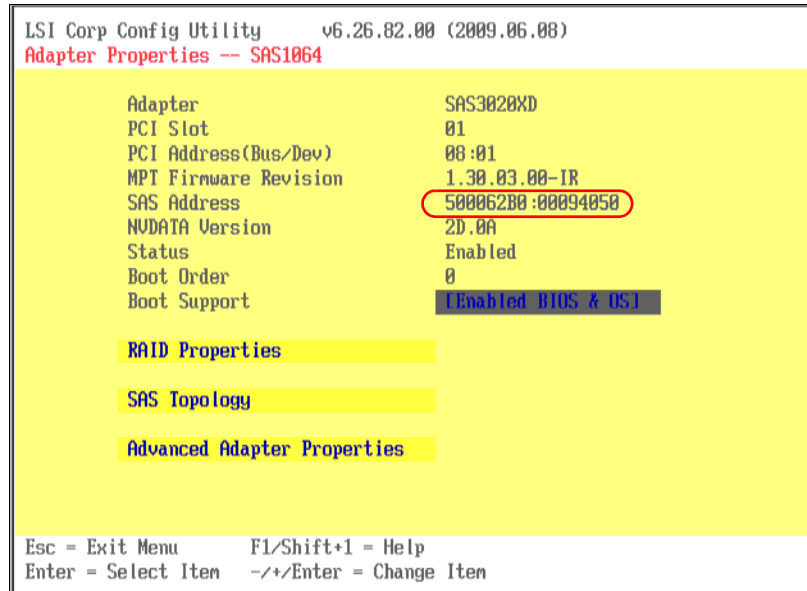 LSI Corp Config Utility v6.26.82.00 (2009.06.08)
Adapter Properties -- SAS1064
Adapter SAS3020XD
PCI Slot 01
PCI Address(Bus/Dev) 08:01
MPT Firmware Revision 1.30.03.00-IR
SAS Address 500062B0:00094050
NVDATA Version 2D.0A
Status Enabled
Boot Order 0
Boot Support [Enabled BIOS & OS]
RAID Properties
SAS Topology
Advanced Adapter Properties
Esc = Exit Menu F1/Shift+1 = Help
Enter = Select Item -/+/Enter = Change Item